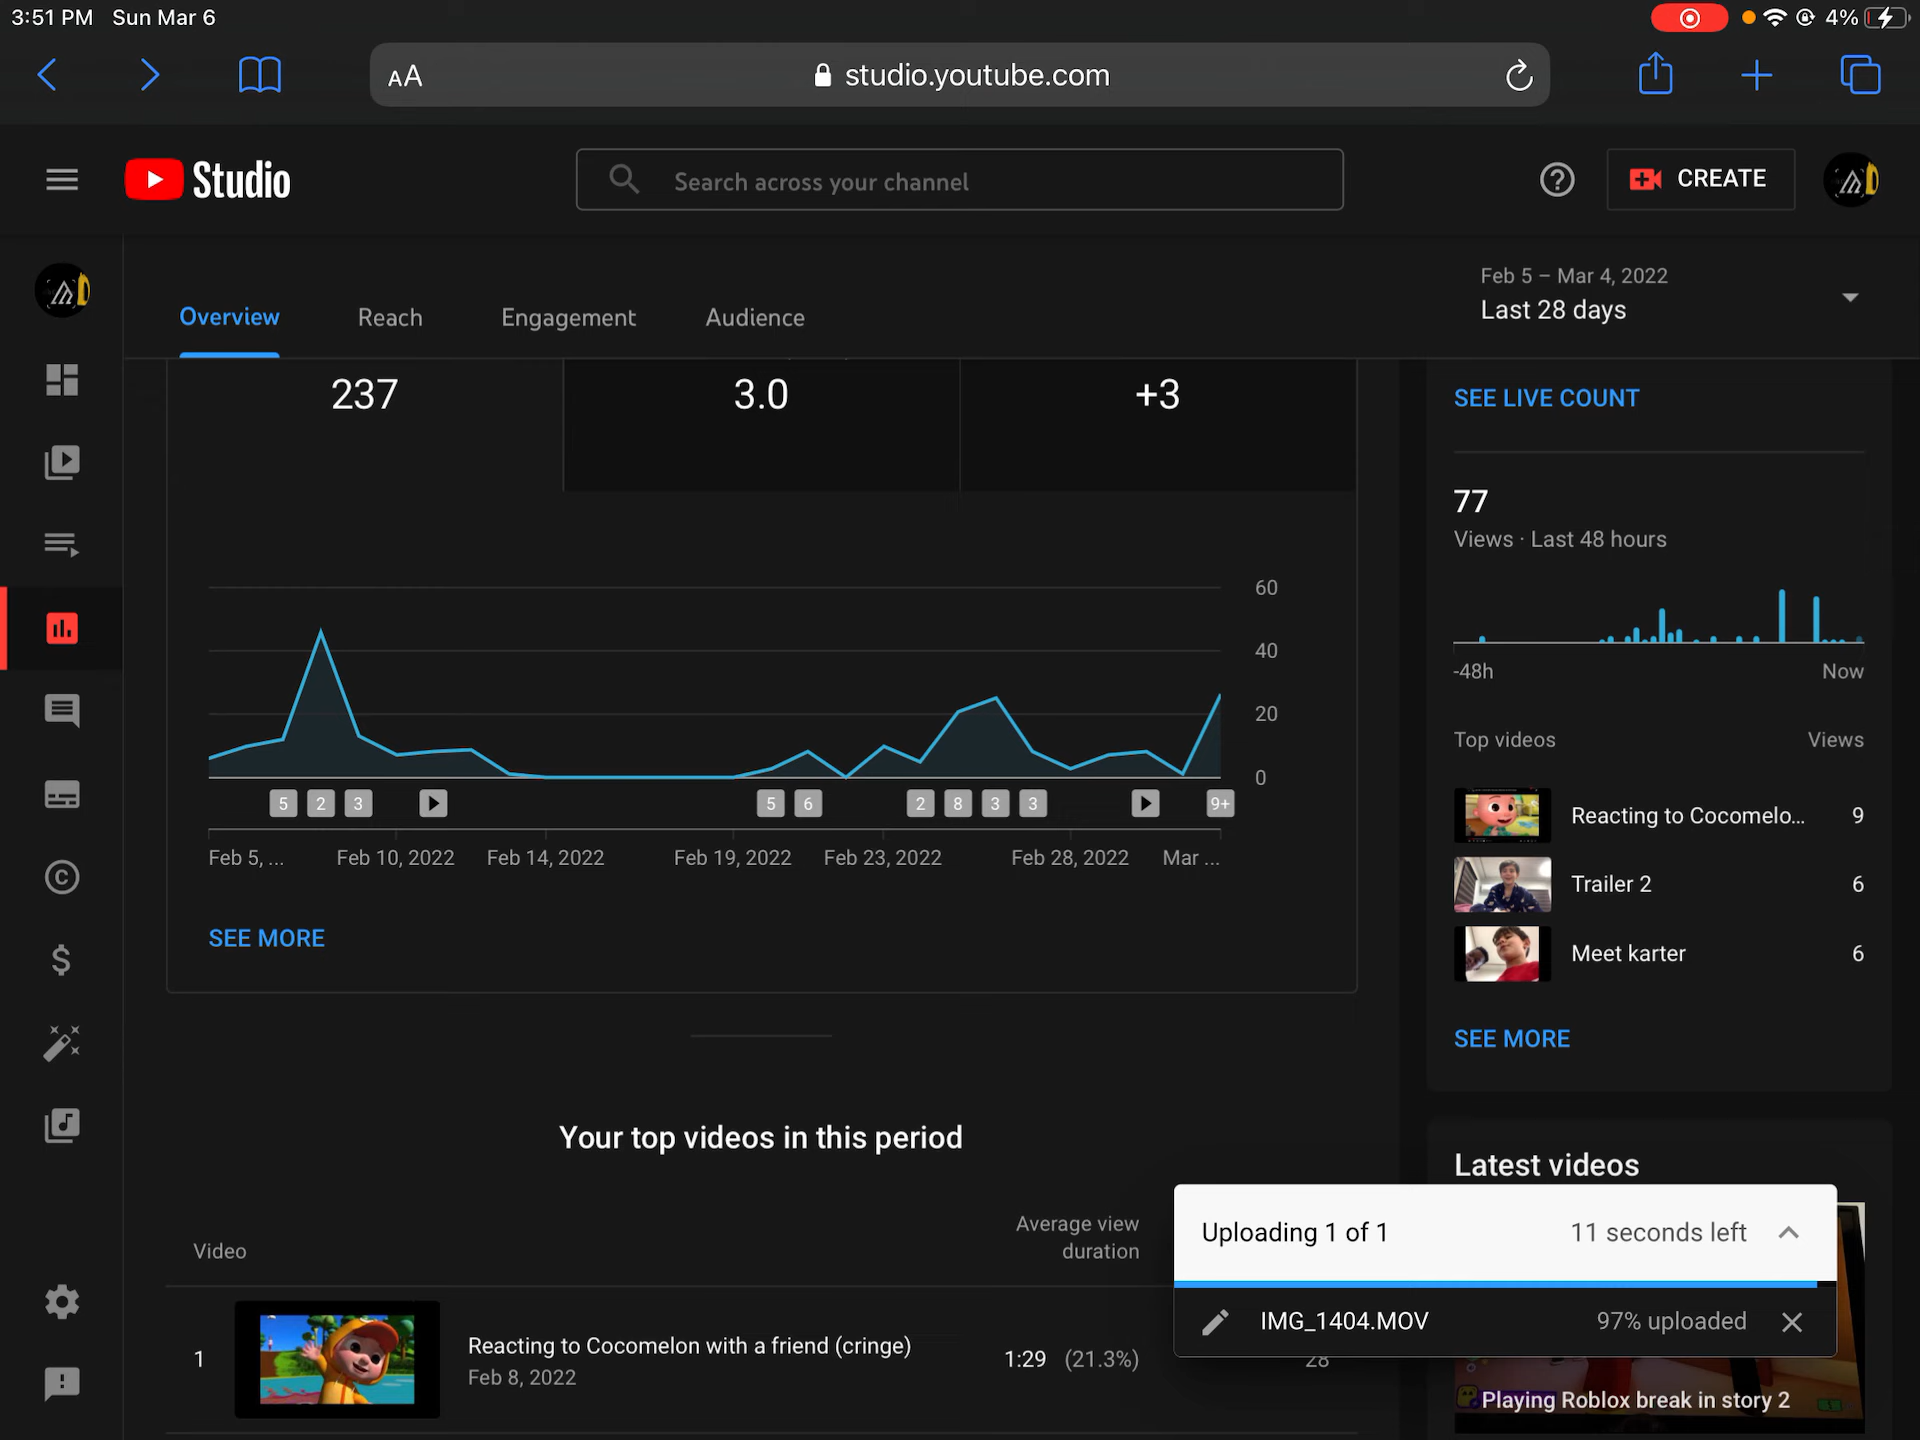 3:51 PM Sun Mar 6
4%
AA studio.youtube.com
Studio
Search across your channel
CREATE
Overview Reach Engagement Audience
Feb 5 – Mar 4, 2022
Last 28 days
237 3.0 +3
SEE LIVE COUNT
77
Views · Last 48 hours
-48h Now
60
40
20
0
5 2 3 5 6 2 8 3 3 9+
Feb 5, ... Feb 10, 2022 Feb 14, 2022 Feb 19, 2022 Feb 23, 2022 Feb 28, 2022 Mar ...
SEE MORE
Top videos Views
Reacting to Cocomelo... 9
Trailer 2 6
Meet karter 6
SEE MORE
Your top videos in this period
Video Average view
duration
1 Reacting to Cocomelon with a friend (cringe) 1:29 (21.3%) 28
Feb 8, 2022
Latest videos
Uploading 1 of 1 11 seconds left
IMG_1404.MOV 97% uploaded
Playing Roblox break in story 2